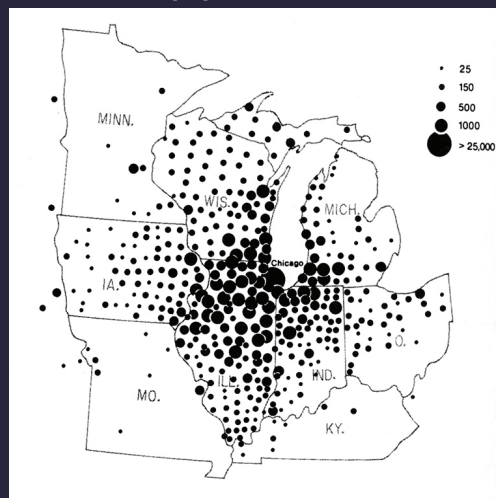 25
150
500
1000
> 25,000
MINN.
WIS.
MICH.
Chicago
IA.
O.
ILL.
IND.
MO.
KY.